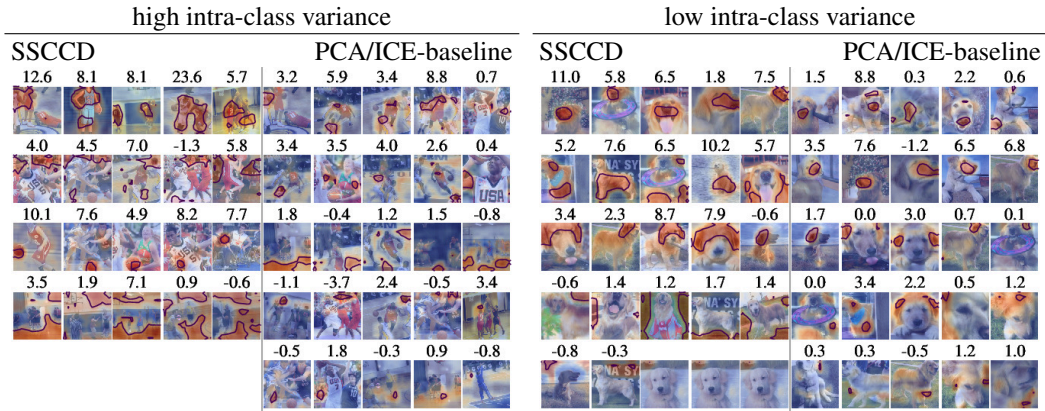 high intra-class variance
low intra-class variance
SSCCD
PCA/ICE-baseline
SSCCD
PCA/ICE-baseline
12.6 8.1 8.1 23.6 5.7 3.2 5.9 3.4 8.8 0.7
11.0 5.8 6.5 1.8 7.5 1.5 8.8 0.3 2.2 0.6
4.0 4.5 7.0 -1.3 5.8 3.4 3.5 4.0 2.6 0.4
USA
5.2 7.6 6.5 10.2 5.7 3.5 7.6 -1.2 6.5 6.8
NA SY
10.1 7.6 4.9 8.2 7.7 1.8 -0.4 1.2 1.5 -0.8
3.4 2.3 8.7 7.9 -0.6 1.7 0.0 3.0 0.7 0.1
3.5 1.9 7.1 0.9 -0.6 -1.1 -3.7 2.4 -0.5 3.4
-0.6 1.4 1.2 1.7 1.4 0.0 3.4 2.2 0.5 1.2
NA SY
-0.5 1.8 -0.3 0.9 -0.8
-0.8 -0.3 0.3 0.3 -0.5 1.2 1.0
NA SY